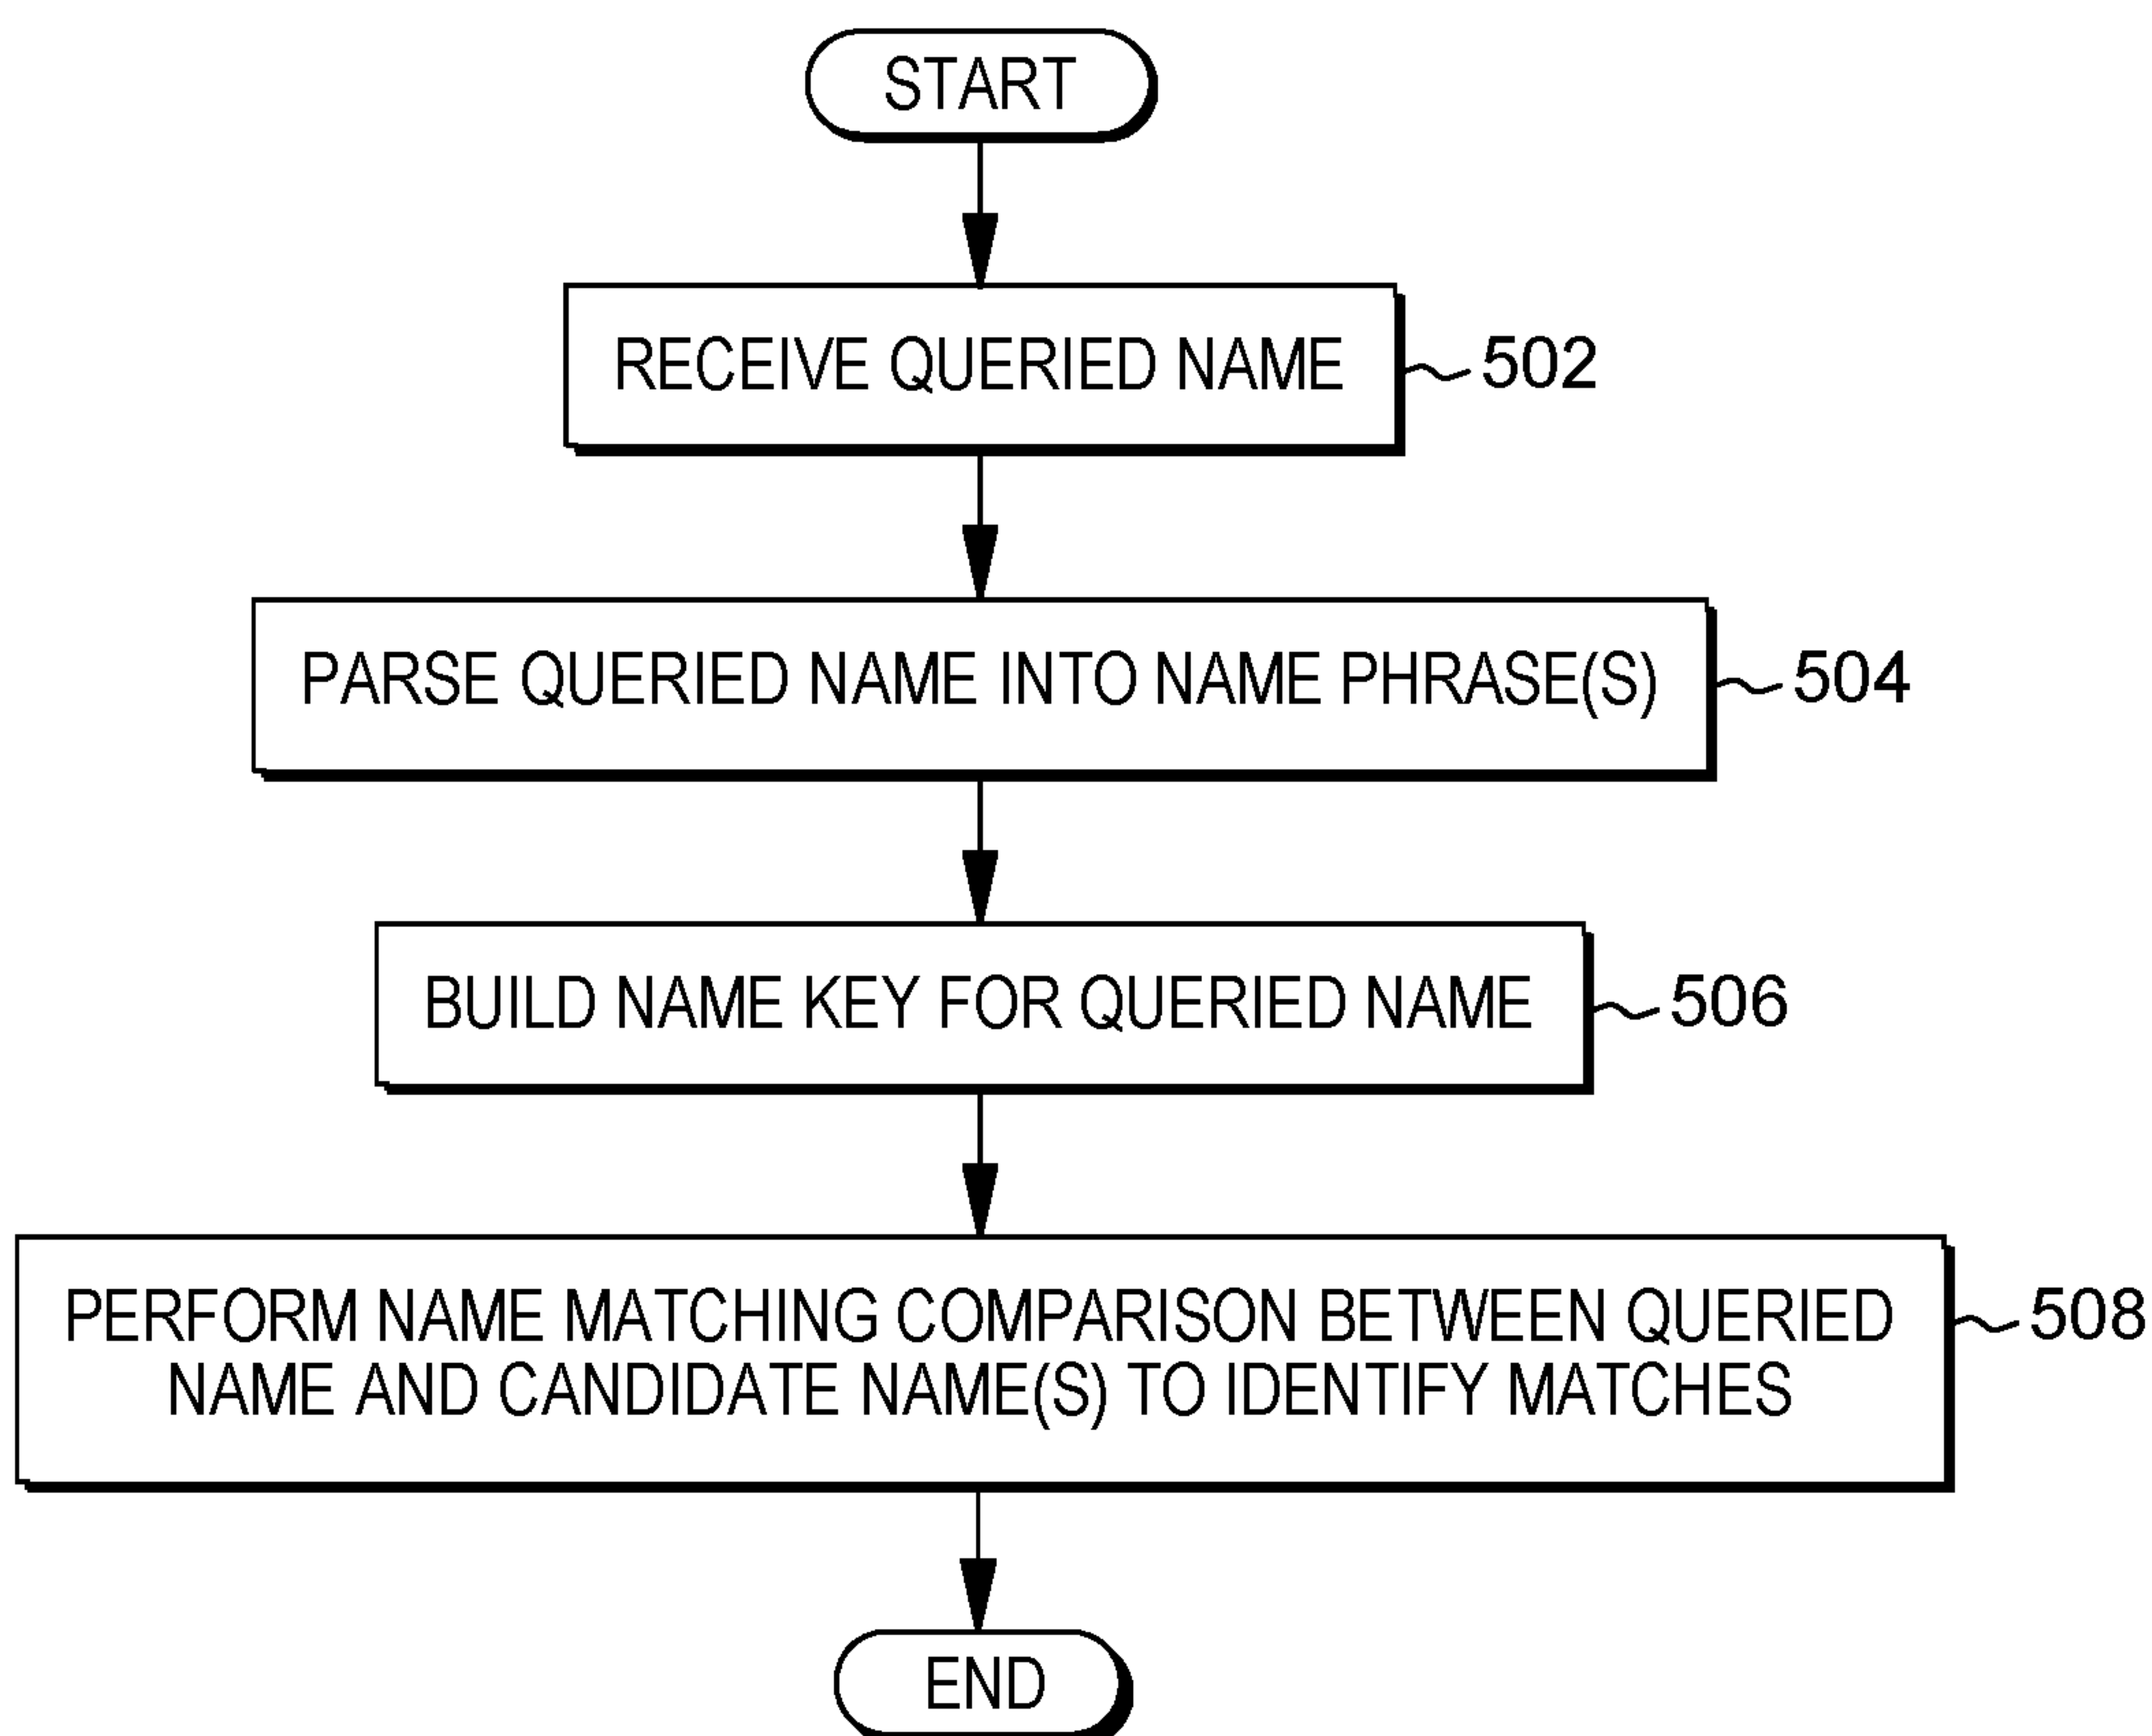 START
RECEIVE QUERIED NAME
502
PARSE QUERIED NAME INTO NAME PHRASE(S)
504
BUILD NAME KEY FOR QUERIED NAME
506
PERFORM NAME MATCHING COMPARISON BETWEEN QUERIED
NAME AND CANDIDATE NAME(S) TO IDENTIFY MATCHES
508
END